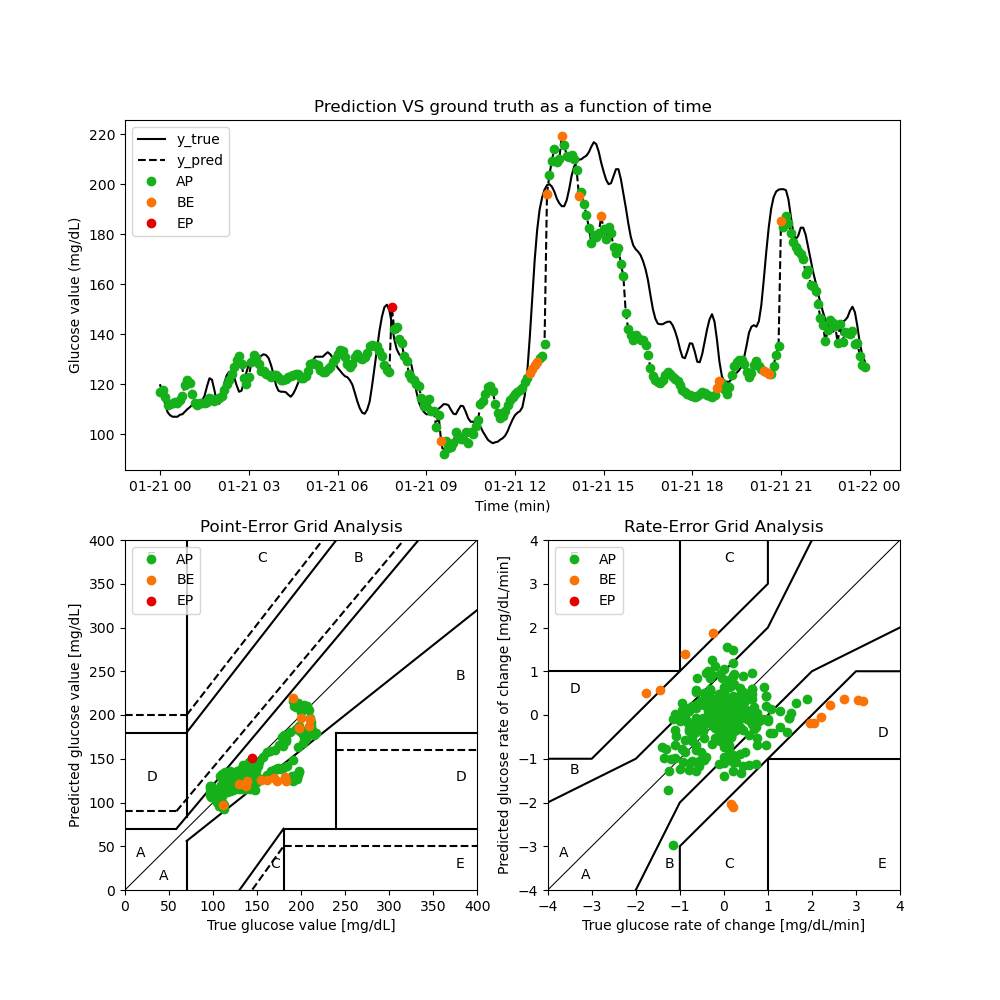 Prediction VS ground truth as a function of time
Glucose value (mg/dL)
220
200
180
160
140
120
100
y_true
y_pred
AP
BE
EP
01-21 00 01-21 03 01-21 06 01-21 09 01-21 12 01-21 15 01-21 18 01-21 21 01-22 00
Time (min)
Point-Error Grid Analysis
Predicted glucose value [mg/dL]
400
350
300
250
200
150
100
50
0
AP
BE
EP
C B
B
D D
A
A
C E
0 50 100 150 200 250 300 350 400
True glucose value [mg/dL]
Rate-Error Grid Analysis
Predicted glucose rate of change [mg/dL/min]
4
3
2
1
0
−1
−2
−3
−4
AP
BE
EP
C
D
D
B
A
A
B C E
−4 −3 −2 −1 0 1 2 3 4
True glucose rate of change [mg/dL/min]